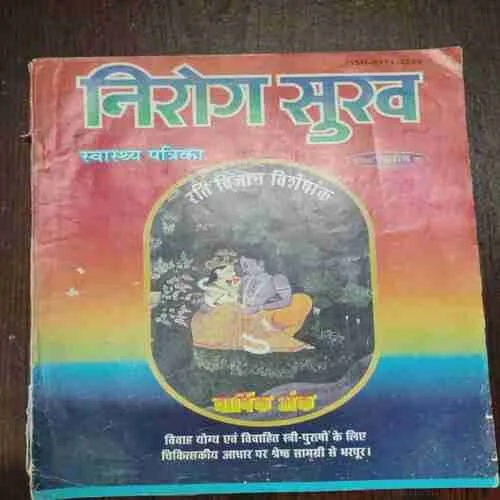 निरोग सुख
स्वास्थ्य पत्रिका
रति विज्ञान विशेषांक
वार्षिक अंक
विवाह योग्य एवं विवाहित स्त्री-पुरुषों के लिए
चिकित्सकीय आधार पर श्रेष्ठ सामग्री से भरपूर।